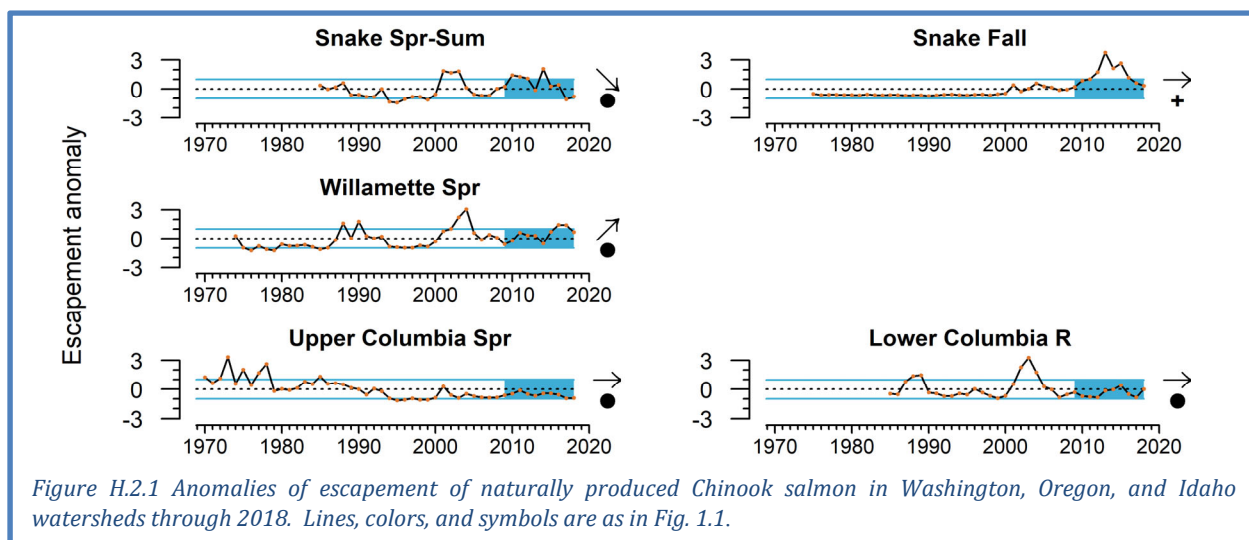 Snake Spr-Sum
Snake Fall
3
0
-3
1970 1980 1990 2000 2010 2020
3
0
-3
1970 1980 1990 2000 2010 2020
+
Willamette Spr
3
0
-3
1970 1980 1990 2000 2010 2020
Escapement anomaly
Upper Columbia Spr
Lower Columbia R
3
0
-3
1970 1980 1990 2000 2010 2020
3
0
-3
1970 1980 1990 2000 2010 2020
Figure H.2.1 Anomalies of escapement of naturally produced Chinook salmon in Washington, Oregon, and Idaho
watersheds through 2018. Lines, colors, and symbols are as in Fig. 1.1.